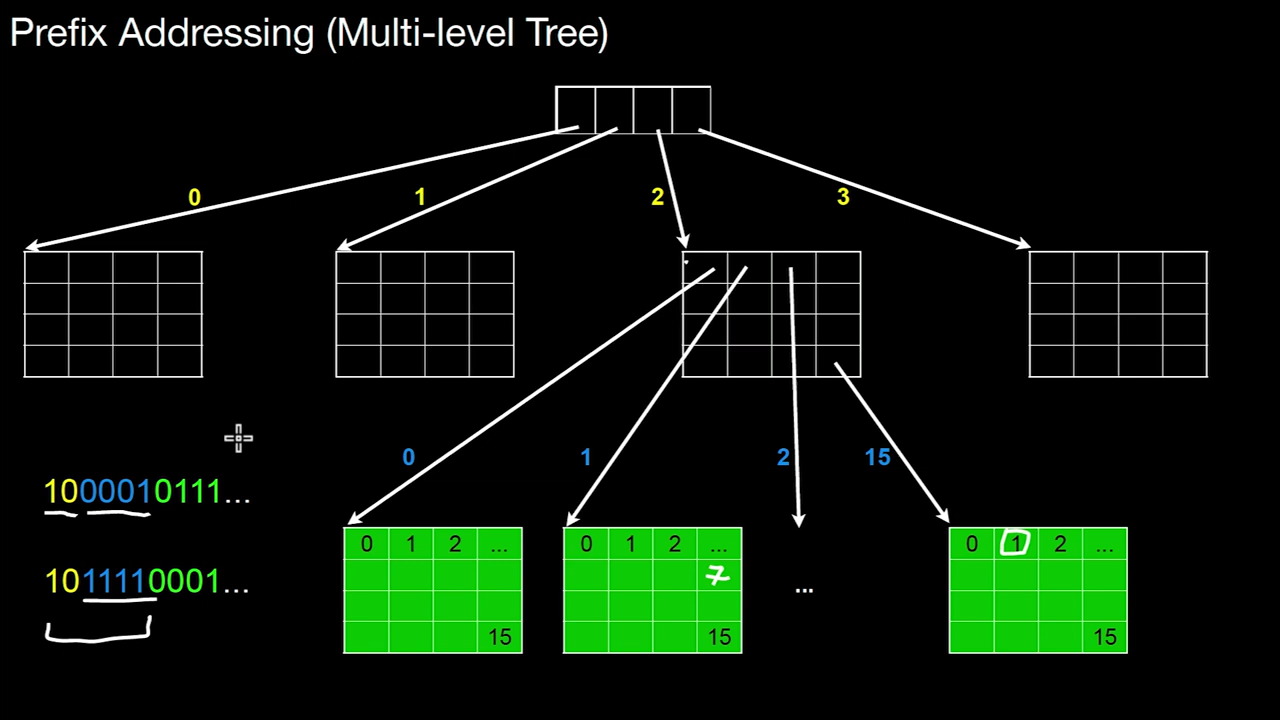 Prefix Addressing (Multi-level Tree)
0 1 2 3
0 1 2 15
1000010111...
1011110001...
0 1 2 ... 0 1 2 ... 0 1 2 ...
7 ...
15 15 15